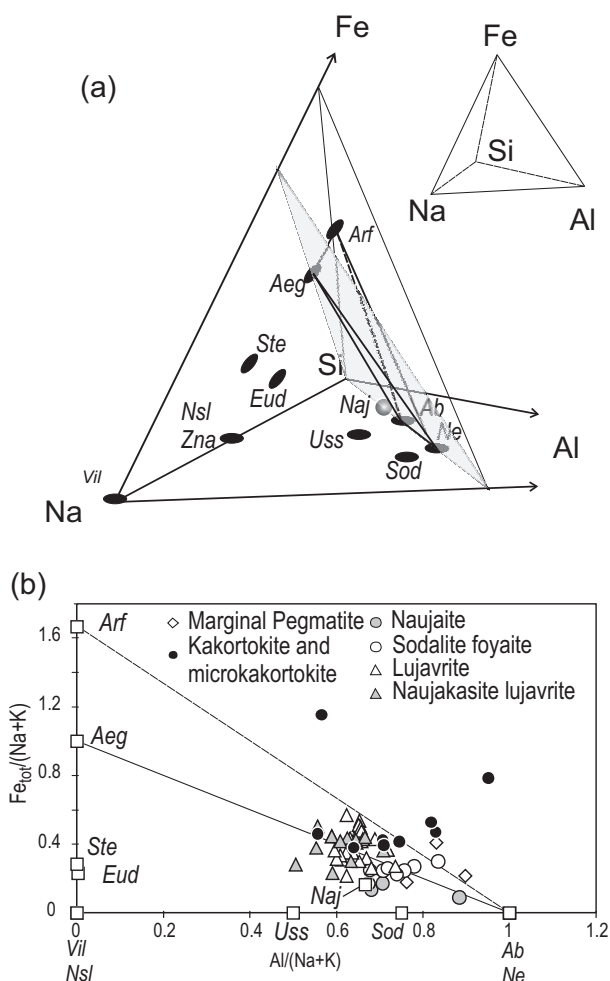 (a)
Fe
Fe
Si
Na
Al
Arf
Aeg
Ste
Eud
Si
Nsl
Zna
Naj
Ab
Uss
Ne
Sod
Al
Vil
Na
(b)
Arf
Aeg
Ste
Eud
Marginal Pegmatite
Kakortokite and
microkakortokite
Naujaite
Sodalite foyaite
Lujavrite
Naujakasite lujavrite
Fetot/(Na+K)
1.6
1.2
0.8
0.4
0
Naj
0 0.2 0.4 0.6 0.8 1.0 1.2
Uss
Sod
Vil
Nsl
Al/(Na+K)
Ab
Ne